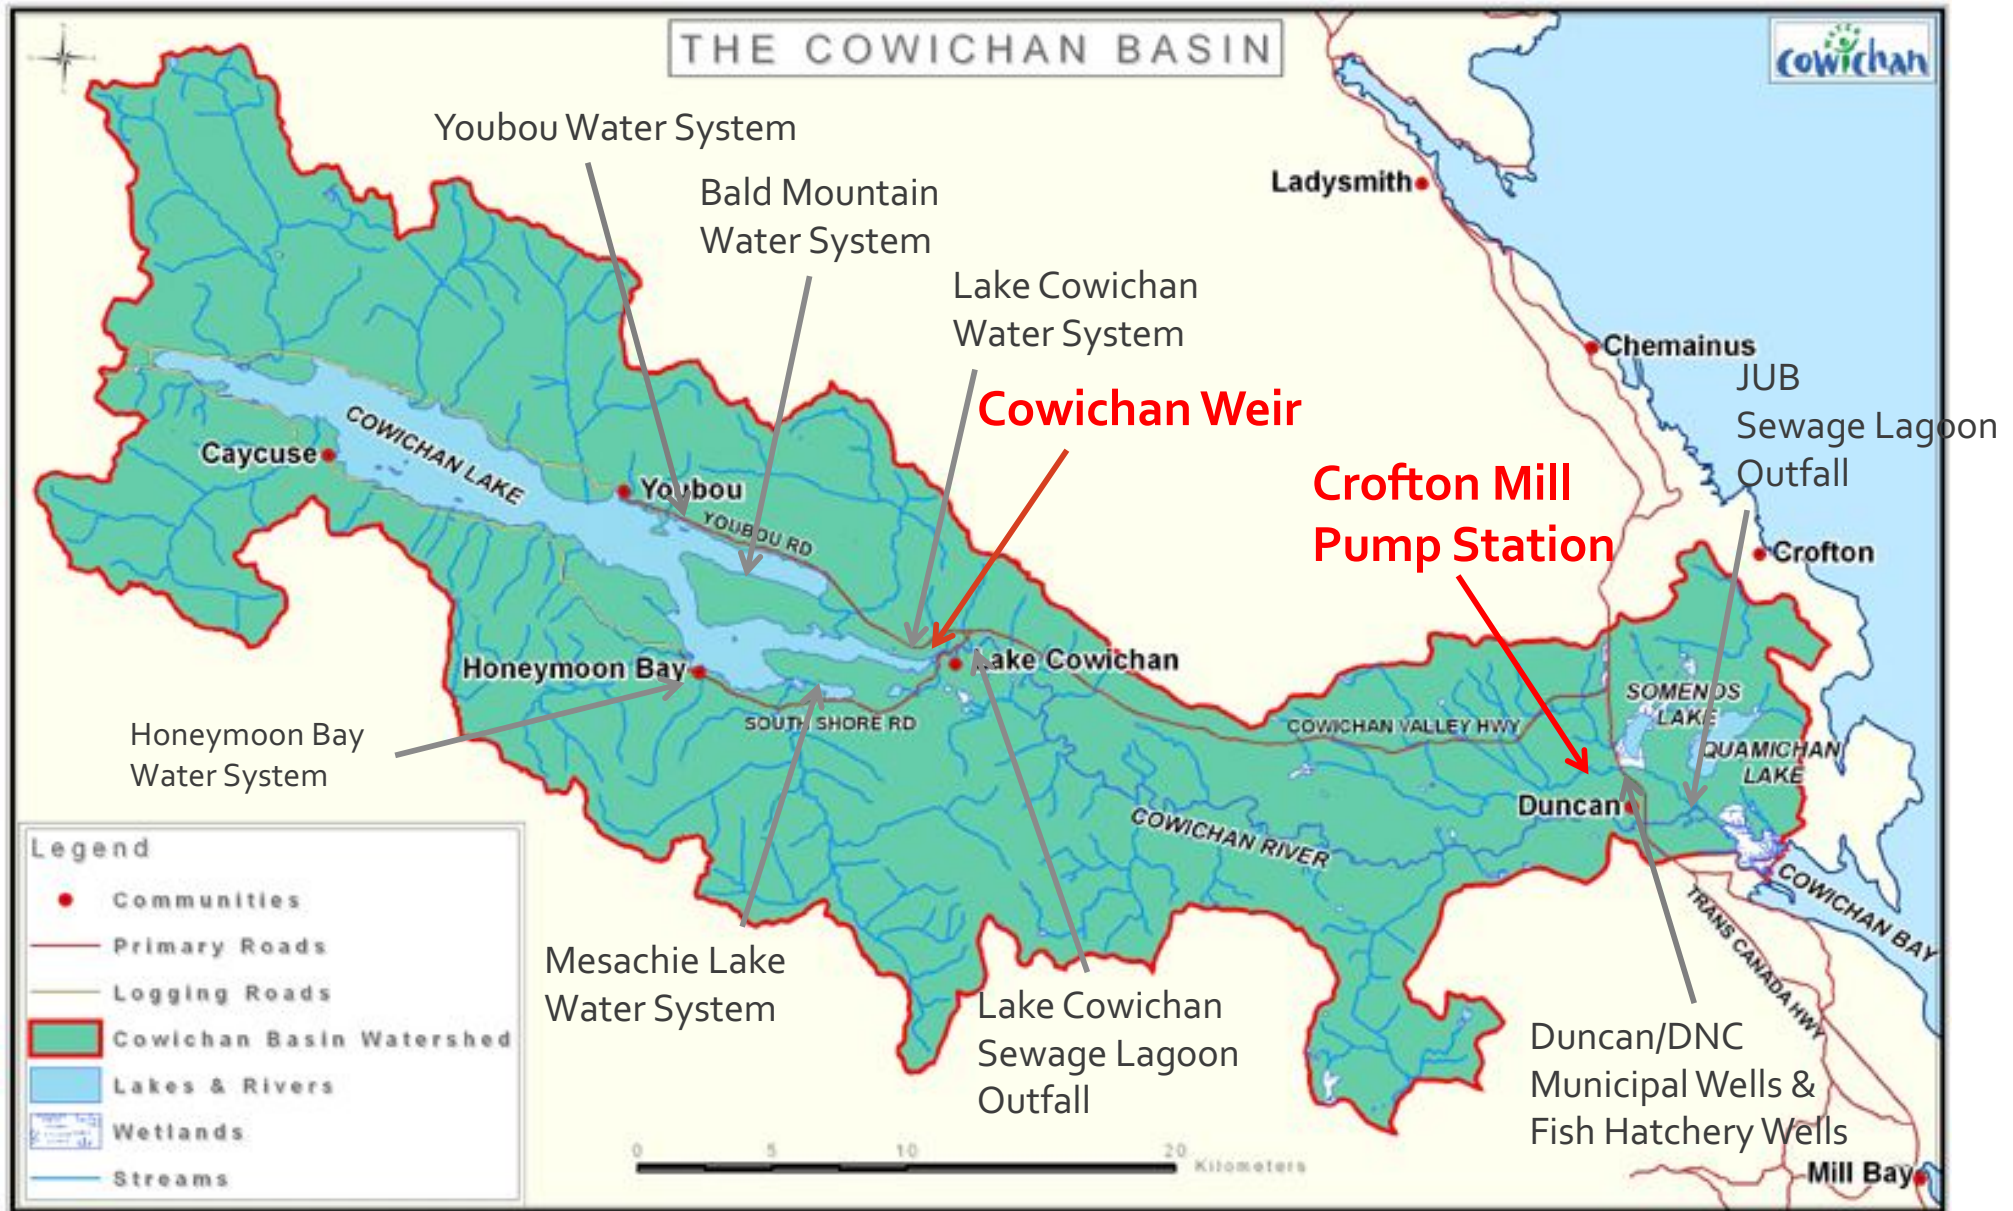 THE COWICHAN BASIN
cowichan
Youbou Water System
Bald Mountain
Water System
Ladysmith
Lake Cowichan
Water System
Chemainus
JUB
Sewage Lagoon
Outfall
Cowichan Weir
COWICHAN LAKE
Caycuse
Youbou
YOUBOU RD
Crofton Mill
Pump Station
Crofton
Honeymoon Bay
Lake Cowichan
SOUTH SHORE RD
COWICHAN VALLEY HWY
SOMENOS
LAKE
QUAMICHAN
LAKE
Honeymoon Bay
Water System
Duncan
COWICHAN RIVER
COWICHAN BAY
TRANS CANADA HWY
Legend
Communities
Primary Roads
Logging Roads
Cowichan Basin Watershed
Lakes & Rivers
Wetlands
Streams
Mesachie Lake
Water System
Lake Cowichan
Sewage Lagoon
Outfall
Duncan/DNC
Municipal Wells &
Fish Hatchery Wells
0 5 10 20
Kilometers
Mill Bay